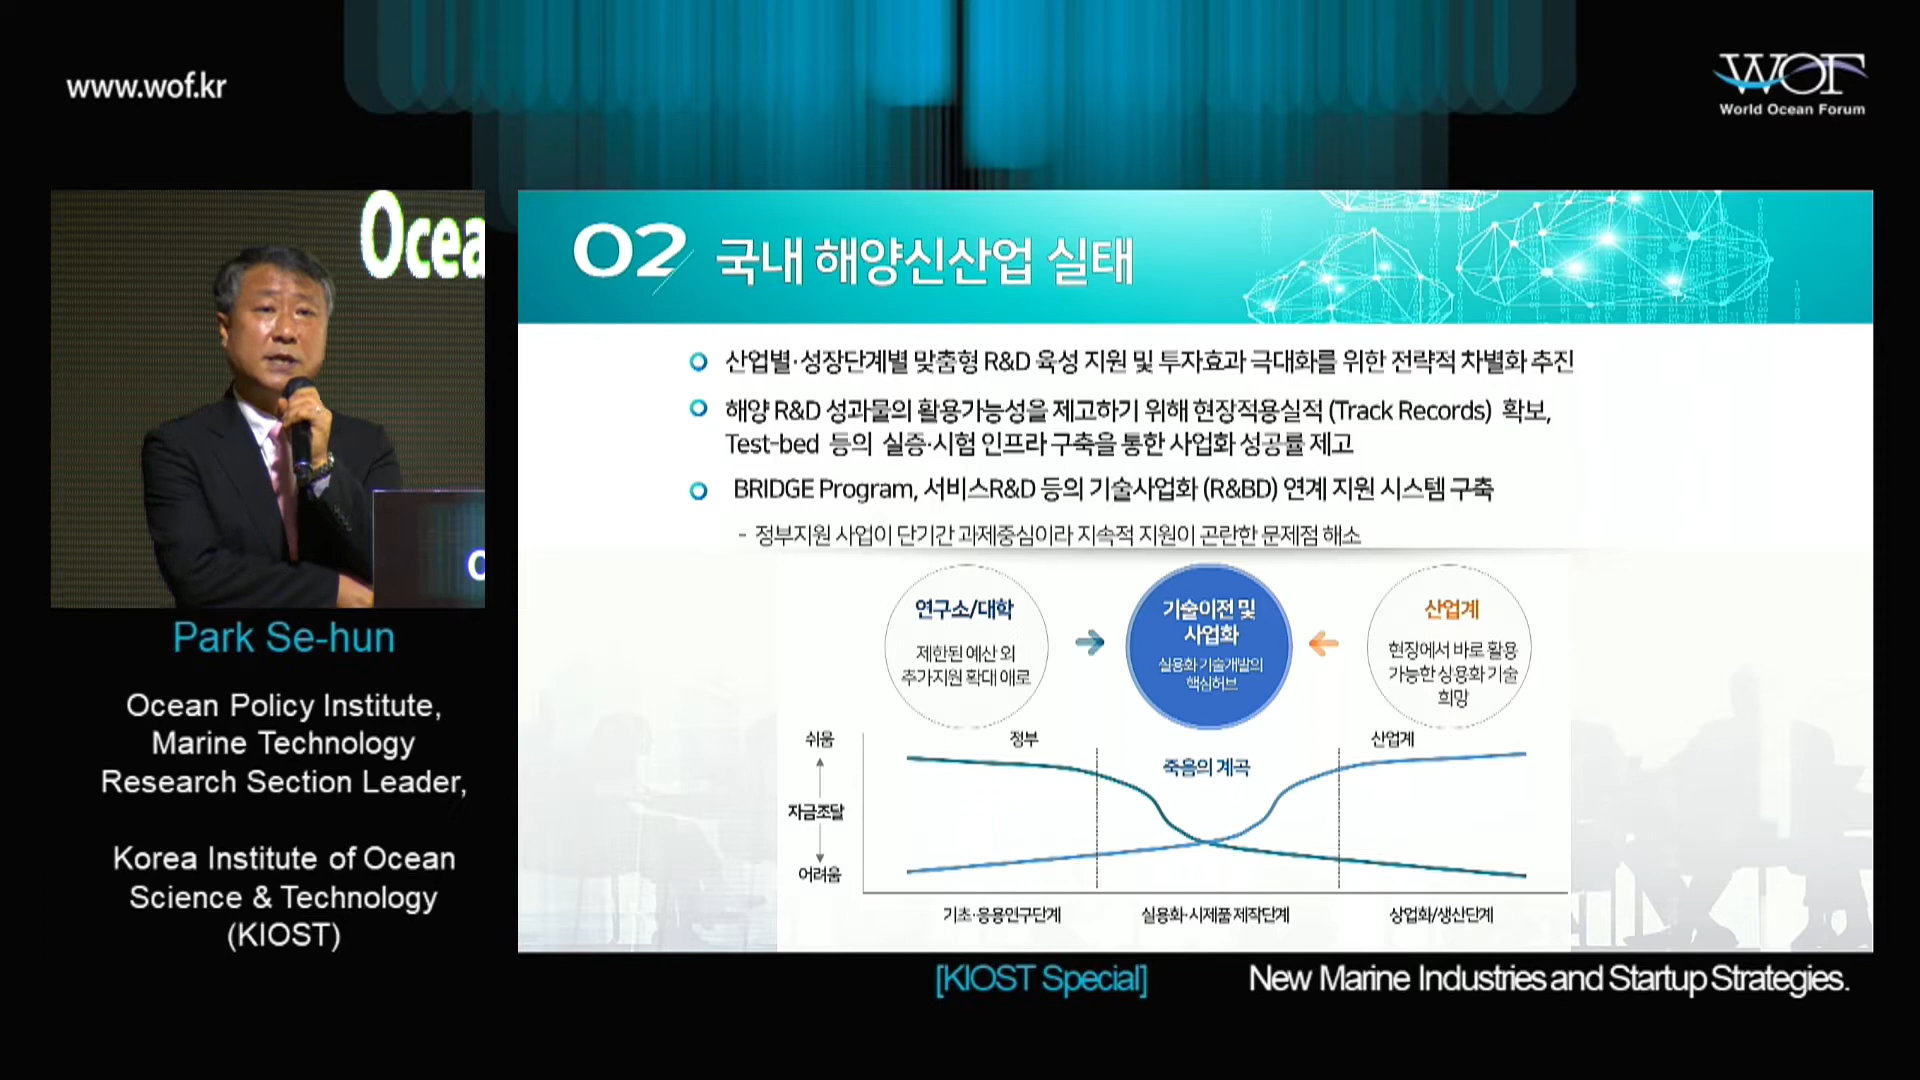 www.wof.kr
WOF
World Ocean Forum
Ocea
Park Se-hun
Ocean Policy Institute,
Marine Technology
Research Section Leader,
Korea Institute of Ocean
Science & Technology
(KIOST)
02 국내 해양신산업 실태
산업별·성장단계별 맞춤형 R&D 육성 지원 및 투자효과 극대화를 위한 전략적 차별화 추진
해양 R&D 성과물의 활용가능성을 제고하기 위해 현장적용실적 (Track Records) 확보,
Test-bed 등의 실증·시험 인프라 구축을 통한 사업화 성공률 제고
BRIDGE Program, 서비스R&D 등의 기술사업화 (R&BD) 연계 지원 시스템 구축
- 정부지원 사업이 단기간 과제중심이라 지속적 지원이 곤란한 문제점 해소
연구소/대학
제한된 예산 외
추가지원 확대 애로
기술이전 및
사업화
실용화 기술개발의
핵심허브
산업계
현장에서 바로 활용
가능한 상용화 기술
희망
쉬움
자금조달
어려움
정부
죽음의 계곡
산업계
기초·응용연구단계
실용화·시제품 제작단계
상업화/생산단계
[KIOST Special]
New Marine Industries and Startup Strategies.